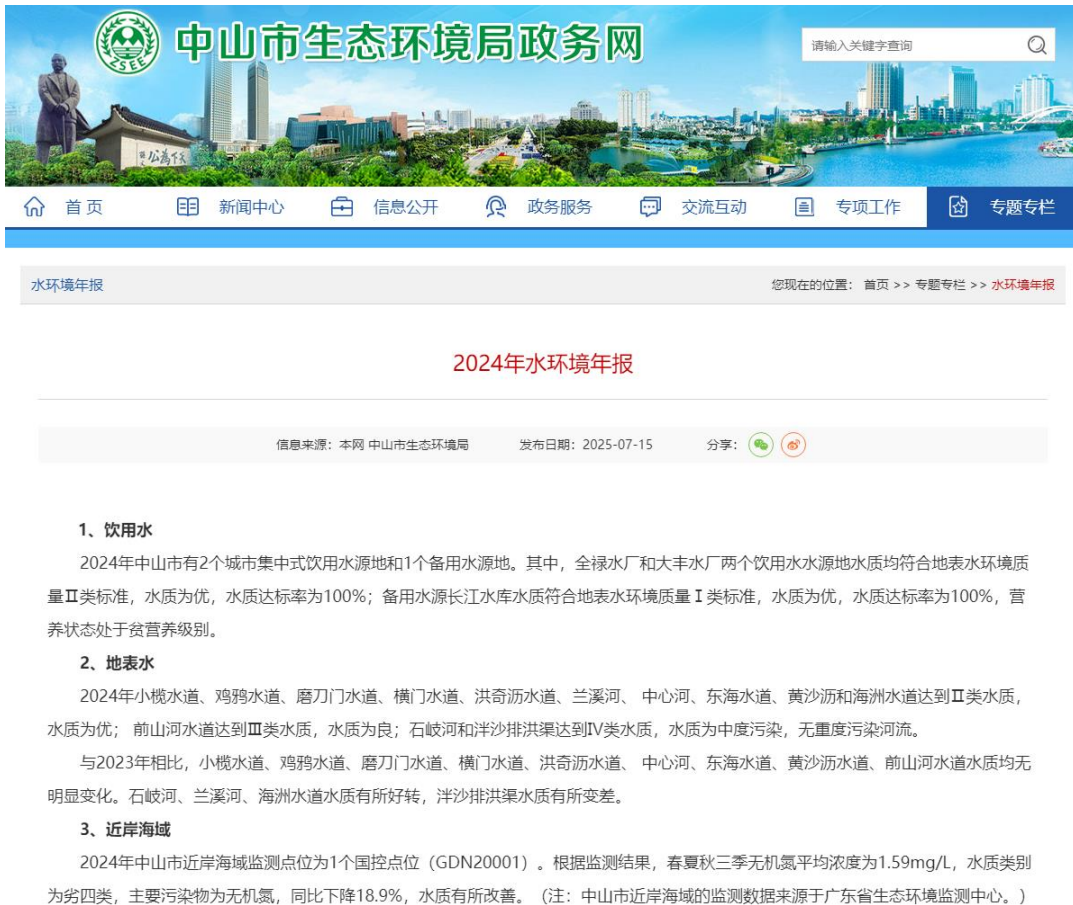 中山市生态环境局政务网
ZSEE
请输入关键字查询
天下为公
首 页
新闻中心
信息公开
政务服务
交流互动
专项工作
专题专栏
水环境年报
您现在的位置： 首页 >> 专题专栏 >> 水环境年报
2024年水环境年报
信息来源：本网 中山市生态环境局
发布日期：2025-07-15
分享：
1、饮用水
2024年中山市有2个城市集中式饮用水源地和1个备用水源地。其中，全禄水厂和大丰水厂两个饮用水水源地水质均符合地表水环境质
量Ⅱ类标准，水质为优，水质达标率为100%；备用水源长江水库水质符合地表水环境质量Ⅰ类标准，水质为优，水质达标率为100%，营
养状态处于贫营养级别。
2、地表水
2024年小榄水道、鸡鸦水道、磨刀门水道、横门水道、洪奇沥水道、兰溪河、 中心河、东海水道、黄沙沥和海洲水道达到Ⅱ类水质，
水质为优； 前山河水道达到Ⅲ类水质，水质为良；石岐河和泮沙排洪渠达到Ⅳ类水质，水质为中度污染，无重度污染河流。
与2023年相比，小榄水道、鸡鸦水道、磨刀门水道、横门水道、洪奇沥水道、 中心河、东海水道、黄沙沥水道、前山河水道水质均无
明显变化。石岐河、兰溪河、海洲水道水质有所好转，泮沙排洪渠水质有所变差。
3、近岸海域
2024年中山市近岸海域监测点位为1个国控点位（GDN20001）。根据监测结果，春夏秋三季无机氮平均浓度为1.59mg/L，水质类别
为劣四类，主要污染物为无机氮，同比下降18.9%，水质有所改善。（注：中山市近岸海域的监测数据来源于广东省生态环境监测中心。）